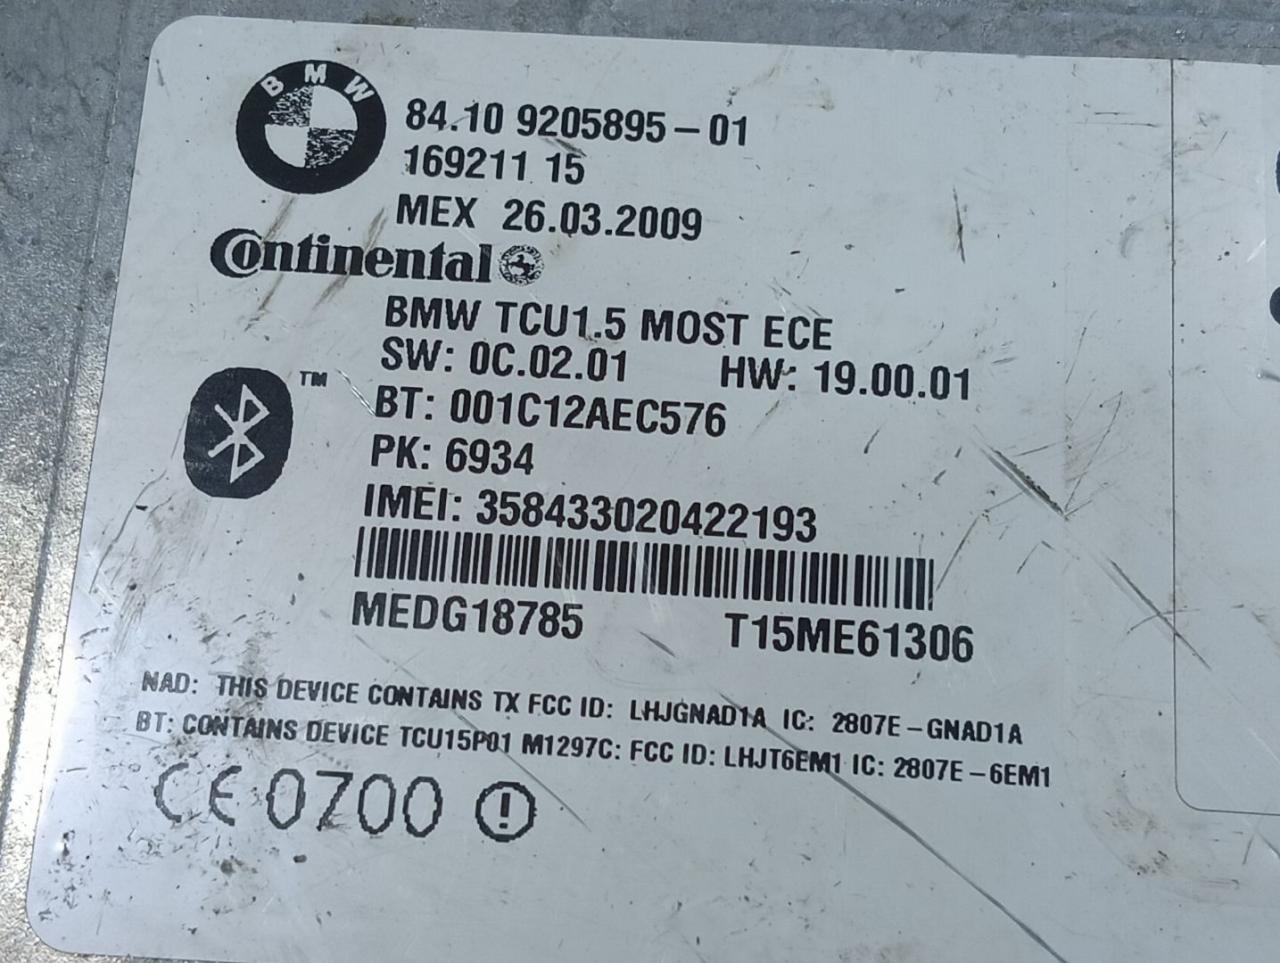 BMW
84.10 9205895-01
169211 15
MEX 26.03.2009
Continental
BMW TCU1.5 MOST ECE
SW: 0C.02.01 HW: 19.00.01
TM
BT: 001C12AEC576
PK: 6934
IMEI: 358433020422193
MEDG18785 T15ME61306
NAD: THIS DEVICE CONTAINS TX FCC ID: LHJGNAD1A IC: 2807E-GNAD1A
BT: CONTAINS DEVICE TCU15P01 M1297C: FCC ID: LHJT6EM1 IC: 2807E-6EM1
CE 0700